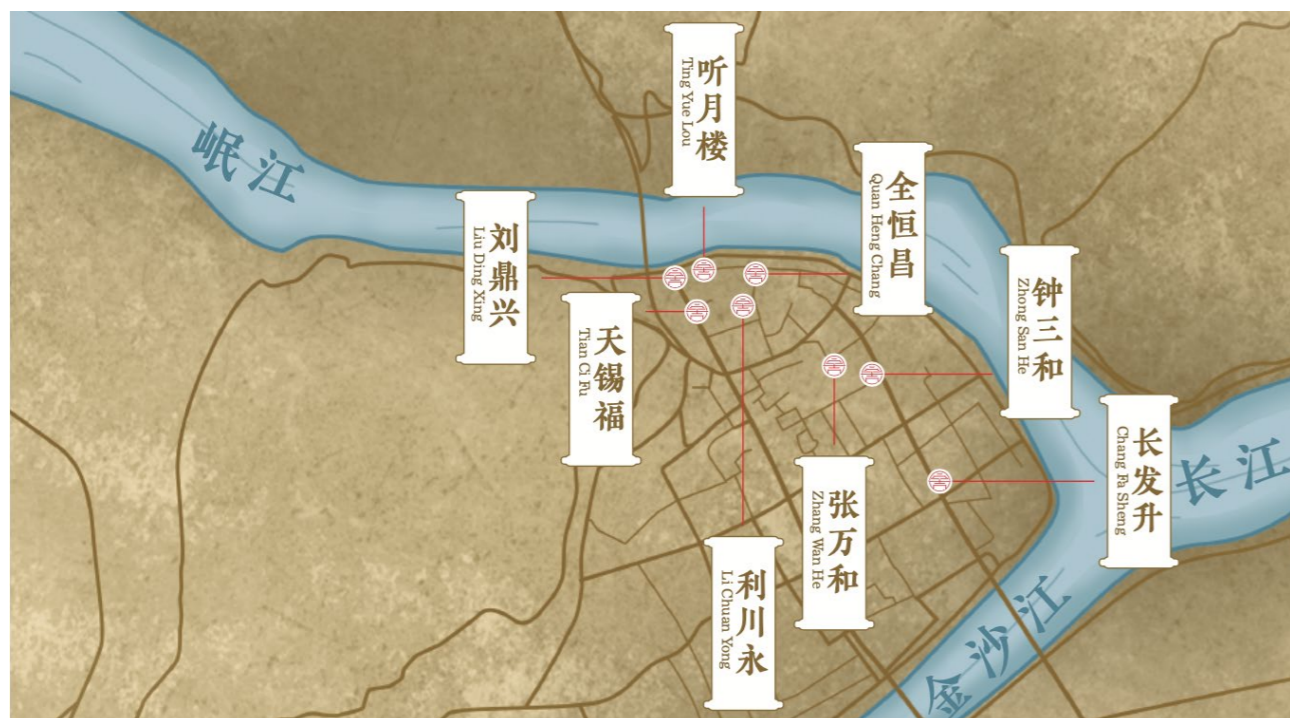 岷江
听月楼
Ting Yue Lou
全恒昌
Quan Heng Chang
刘鼎兴
Liu Ding Xing
钟三和
Zhong San He
天锡福
Tian Ci Fu
长发升
Chang Fa Sheng
长江
张万和
Zhang Wan He
利川永
Li Chuan Yong
金沙江